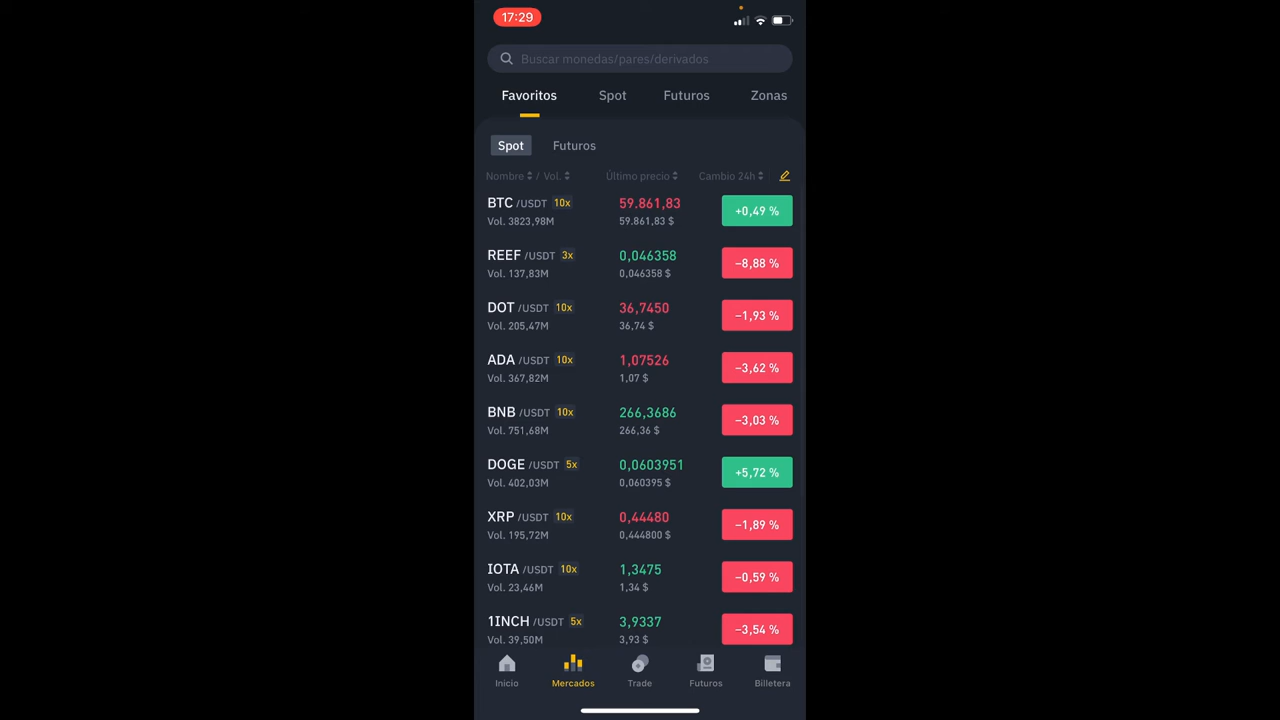 17:29
Buscar monedas/pares/derivados
Favoritos Spot Futuros Zonas
Spot Futuros
Nombre / Vol. Último precio Cambio 24h
BTC /USDT 10x 59.861,83 +0,49 %
Vol. 3823,98M 59.861,83 $
REEF /USDT 3x 0,046358 −8,88 %
Vol. 137,83M 0,046358 $
DOT /USDT 10x 36,7450 −1,93 %
Vol. 205,47M 36,74 $
ADA /USDT 10x 1,07526 −3,62 %
Vol. 367,82M 1,07 $
BNB /USDT 10x 266,3686 −3,03 %
Vol. 751,68M 266,36 $
DOGE /USDT 5x 0,0603951 +5,72 %
Vol. 402,03M 0,060395 $
XRP /USDT 10x 0,44480 −1,89 %
Vol. 195,72M 0,444800 $
IOTA /USDT 10x 1,3475 −0,59 %
Vol. 23,46M 1,34 $
1INCH /USDT 5x 3,9337 −3,54 %
Vol. 39,50M 3,93 $
Inicio Mercados Trade Futuros Billetera